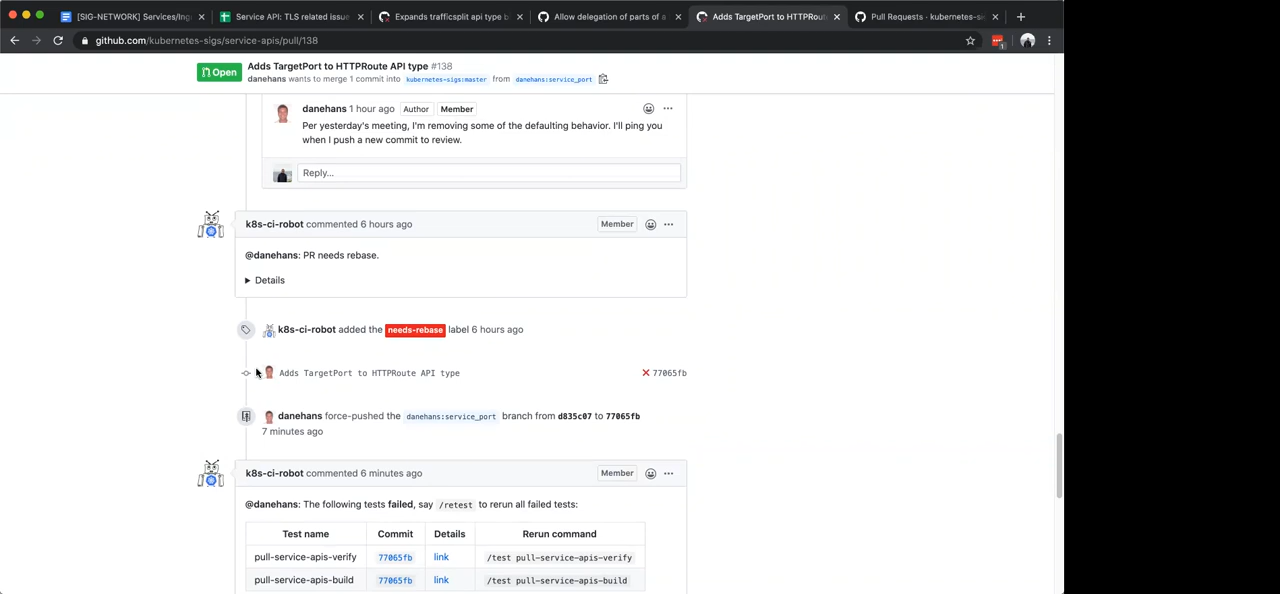 [SIG-NETWORK] Services/Ing
Service API: TLS related issue
Expands trafficsplit api type b
Allow delegation of parts of a
Adds TargetPort to HTTPRout
Pull Requests · kubernetes-si
github.com/kubernetes-sigs/service-apis/pull/138
Open
Adds TargetPort to HTTPRoute API type #138
danehans wants to merge 1 commit into kubernetes-sigs:master from danehans:service_port
danehans 1 hour ago Author Member
Per yesterday's meeting, I'm removing some of the defaulting behavior. I'll ping you
when I push a new commit to review.
Reply...
k8s-ci-robot commented 6 hours ago Member
@danehans: PR needs rebase.
Details
k8s-ci-robot added the needs-rebase label 6 hours ago
Adds TargetPort to HTTPRoute API type 77065fb
danehans force-pushed the danehans:service_port branch from d835c07 to 77065fb
7 minutes ago
k8s-ci-robot commented 6 minutes ago Member
@danehans: The following tests failed, say /retest to rerun all failed tests:
Test name Commit Details Rerun command
pull-service-apis-verify 77065fb link /test pull-service-apis-verify
pull-service-apis-build 77065fb link /test pull-service-apis-build